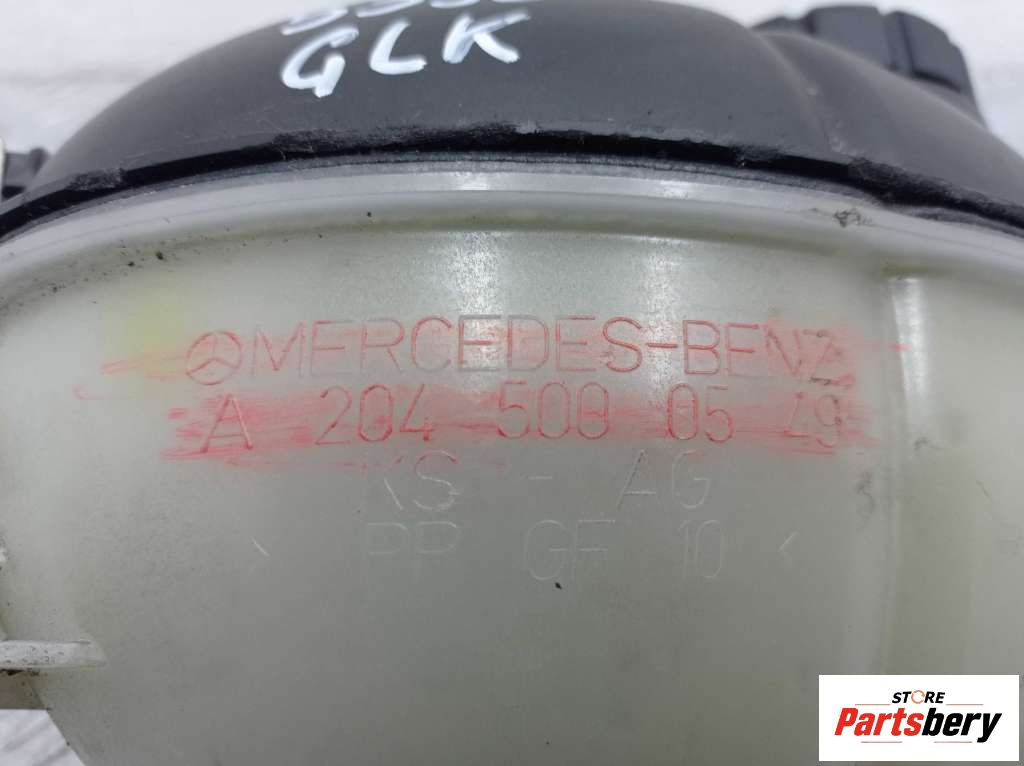 GLK
MERCEDES-BENZ
A 204 500 05 49
KS - AG
> PP GF 10 <
STORE
Partsbery